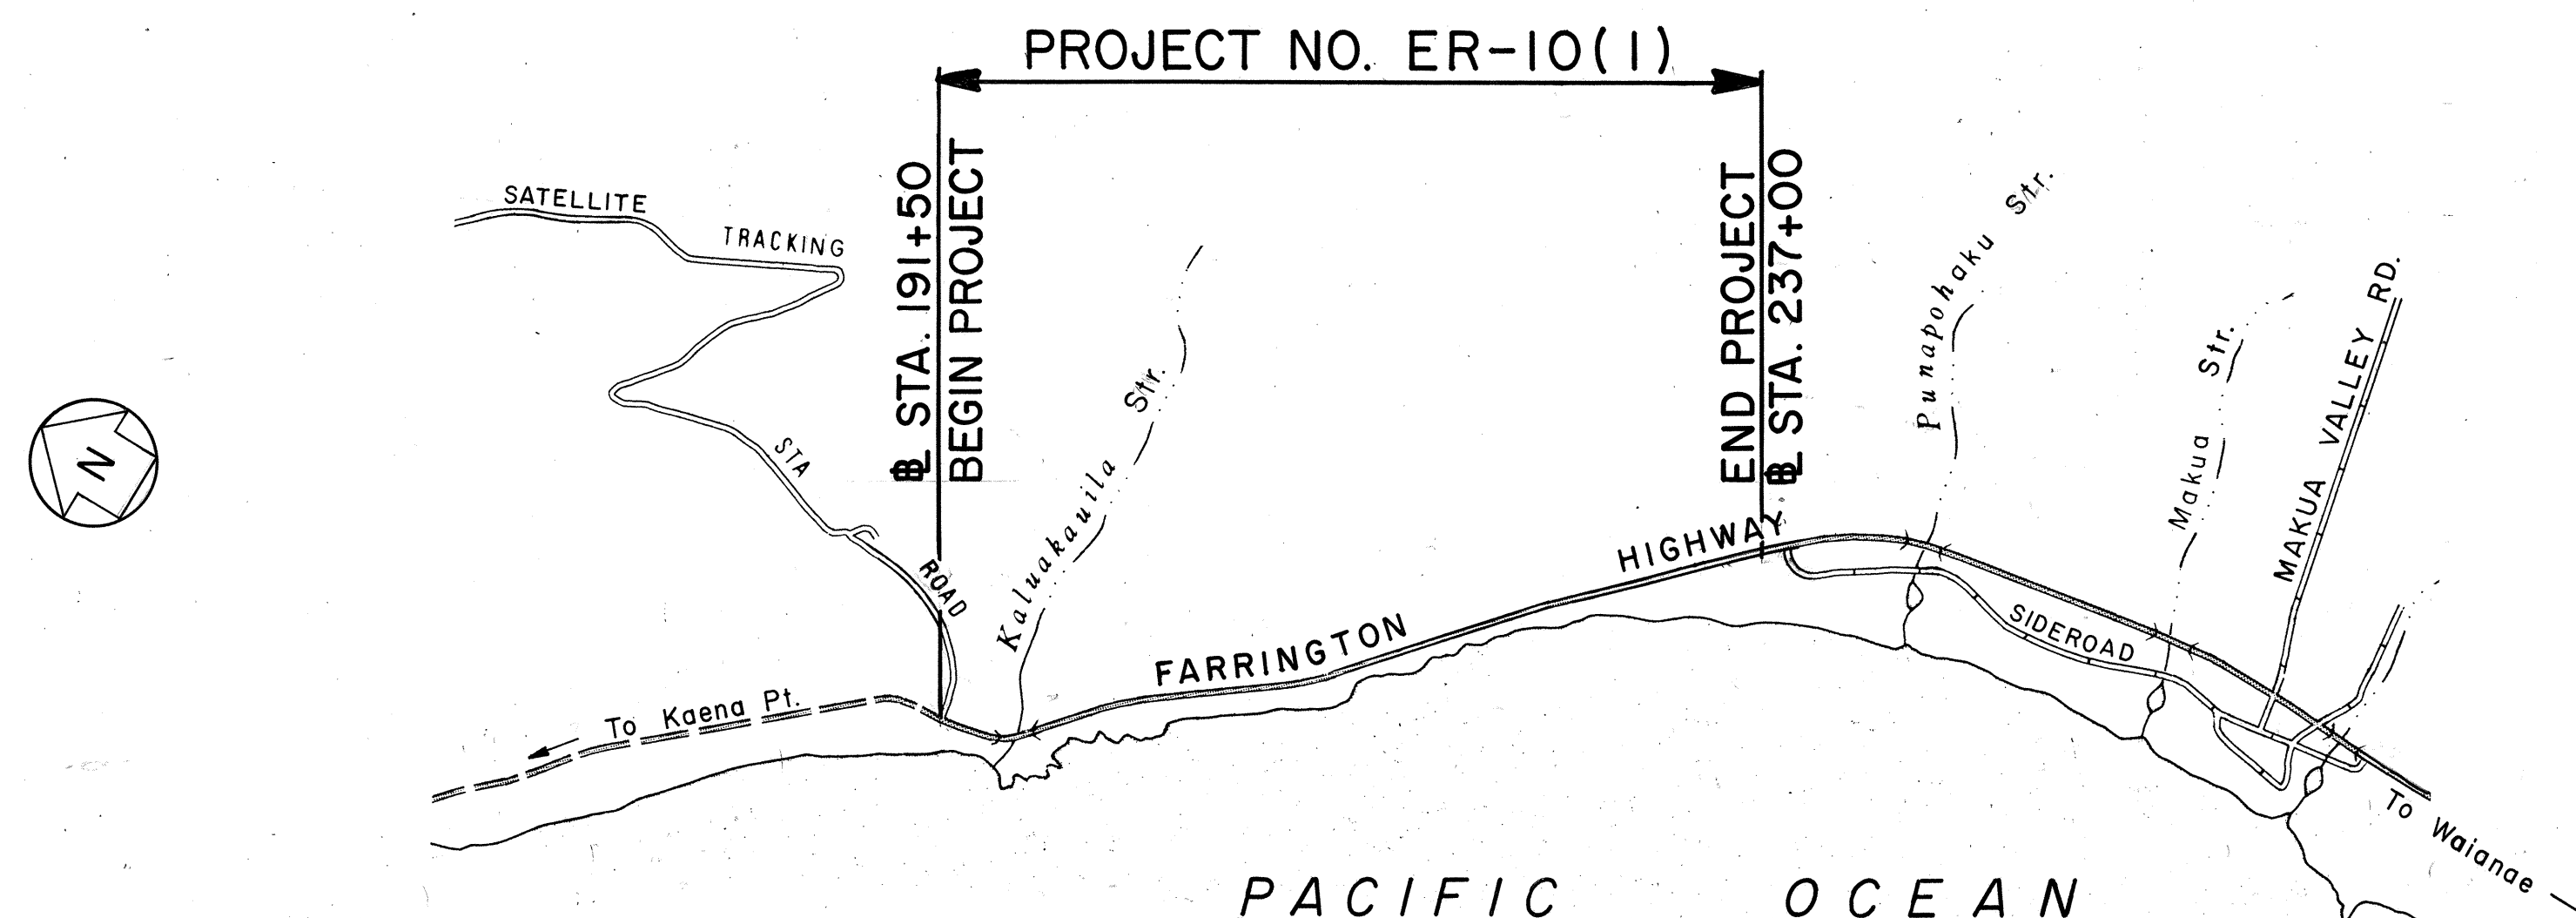 PROJECT NO. ER-10(1)
℄ STA. 191+50
BEGIN PROJECT
END PROJECT
℄ STA. 237+00
SATELLITE
TRACKING
STA
ROAD
Kaluakauila Str.
Punapohaku Str.
Makua Str.
MAKUA VALLEY RD.
N
HIGHWAY
FARRINGTON
SIDEROAD
To Kaena Pt.
To Waianae
PACIFIC OCEAN